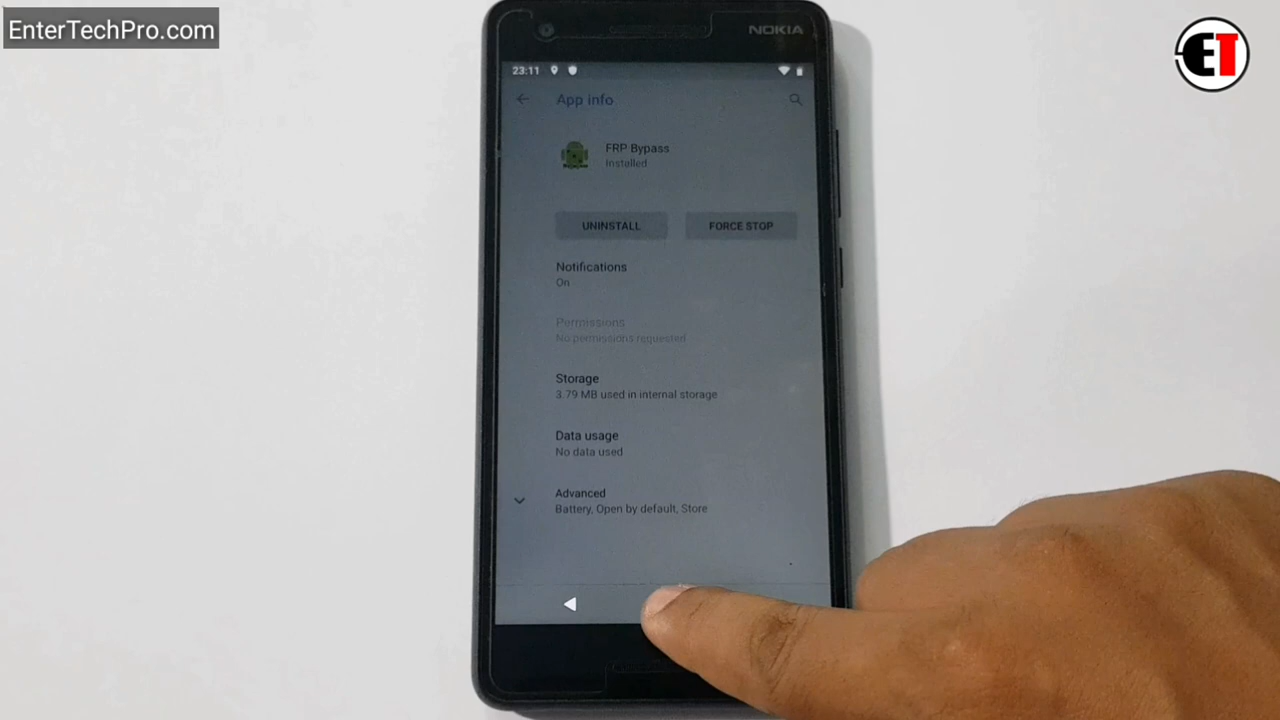 EnterTechPro.com
ET
NOKIA
23:11
App info
FRP Bypass
Installed
UNINSTALL
FORCE STOP
Notifications
On
Permissions
No permissions requested
Storage
3.79 MB used in internal storage
Data usage
No data used
Advanced
Battery, Open by default, Store